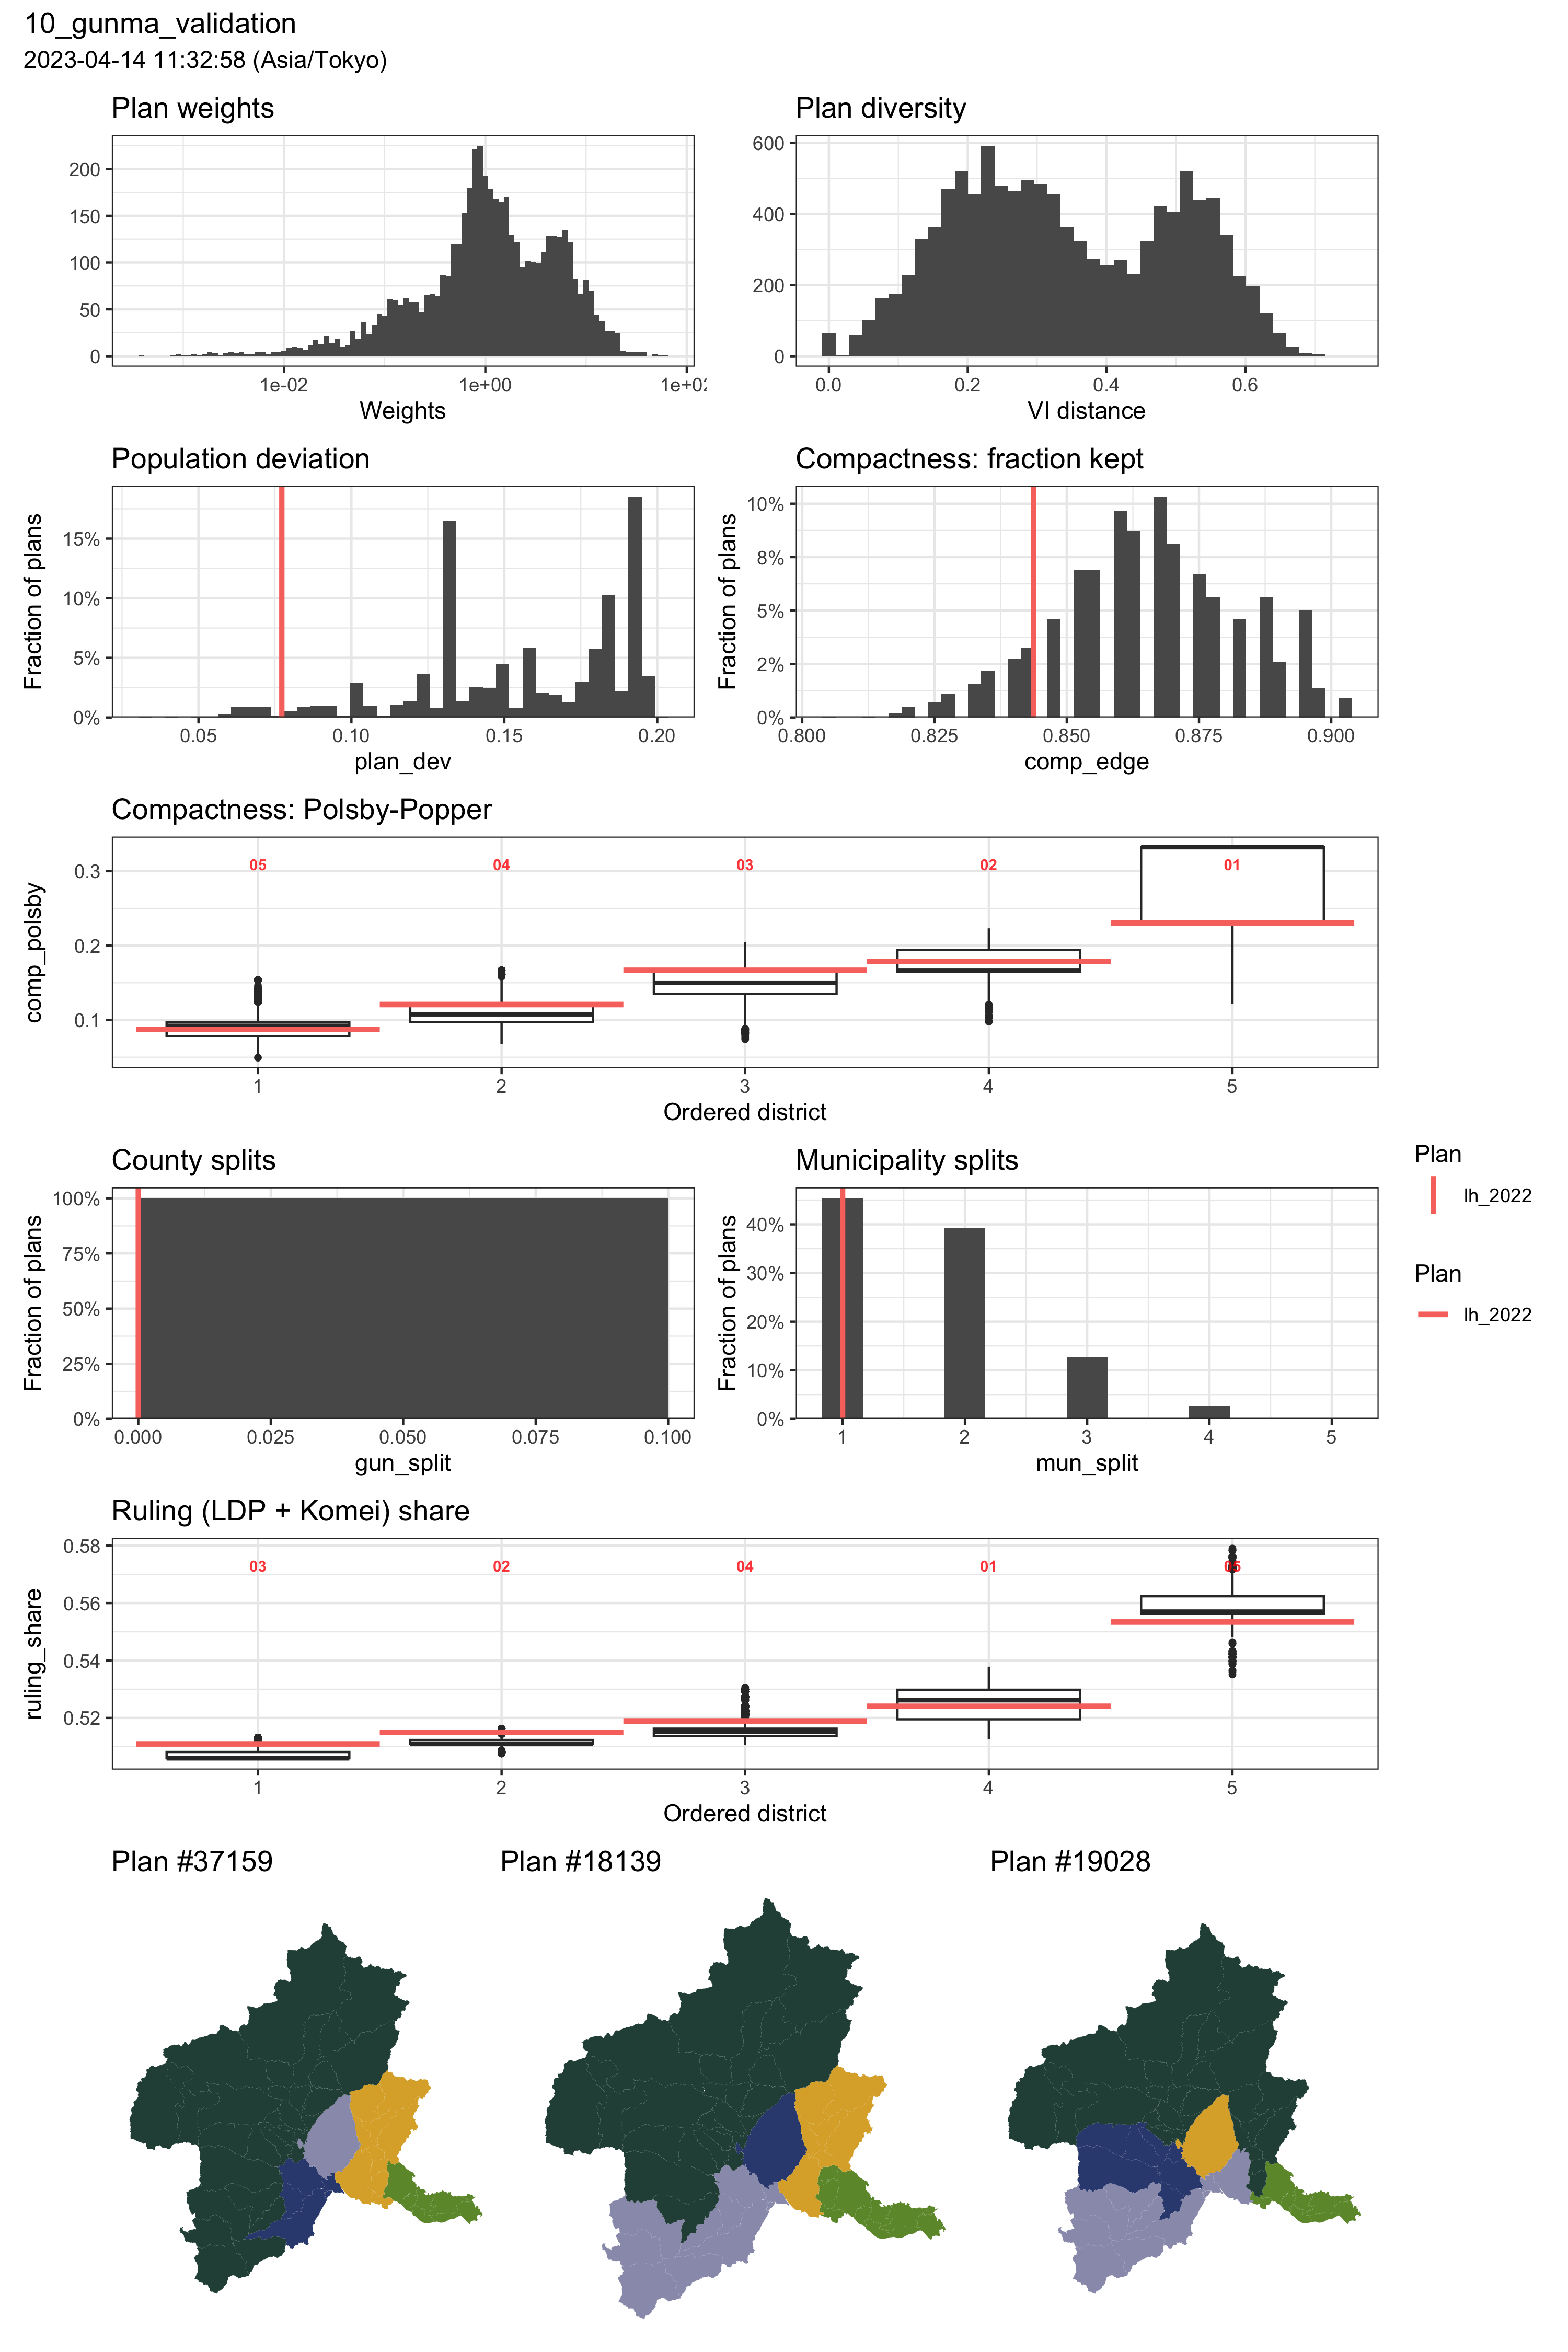 10_gunma_validation
2023-04-14 11:32:58 (Asia/Tokyo)
Plan weights
200
150
100
50
0
1e-02
1e+00
Weights
Plan diversity
600
400
200
0
0.0
0.2
0.4
0.6
VI distance
Population deviation
Fraction of plans
15%
10%
5%
0%
0.05
0.10
0.15
0.20
plan_dev
Compactness: fraction kept
Fraction of plans
10%
8%
5%
2%
0%
0.800
0.825
0.850
0.875
0.900
comp_edge
Compactness: Polsby-Popper
comp_polsby
0.3
0.2
0.1
05
04
03
02
01
1
2
3
4
5
Ordered district
County splits
Fraction of plans
100%
75%
50%
25%
0%
0.000
0.025
0.050
0.075
0.100
gun_split
Municipality splits
Fraction of plans
40%
30%
20%
10%
0%
1
2
3
4
5
mun_split
Plan
lh_2022
Plan
lh_2022
Ruling (LDP + Komei) share
ruling_share
0.58
0.56
0.54
0.52
03
02
04
01
05
1
2
3
4
5
Ordered district
Plan #37159
Plan #18139
Plan #19028